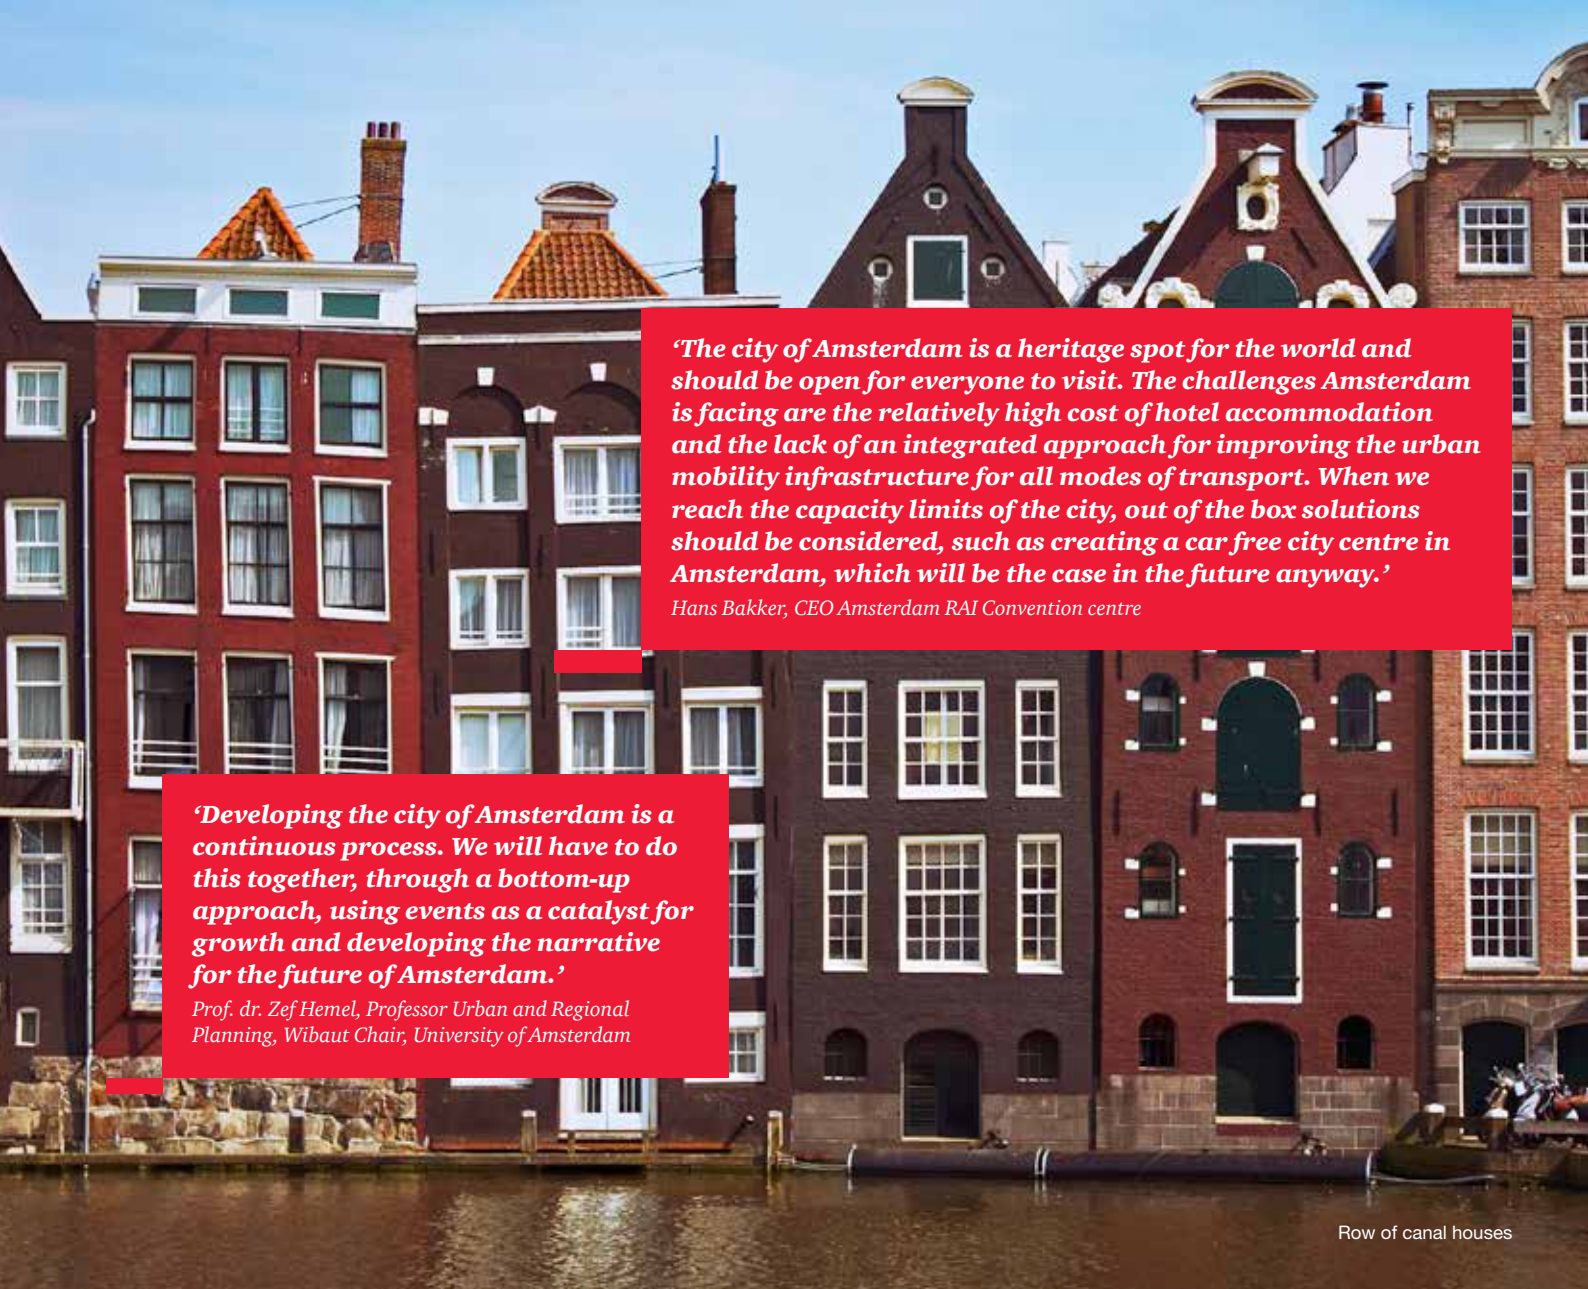 ‘The city of Amsterdam is a heritage spot for the world and
should be open for everyone to visit. The challenges Amsterdam
is facing are the relatively high cost of hotel accommodation
and the lack of an integrated approach for improving the urban
mobility infrastructure for all modes of transport. When we
reach the capacity limits of the city, out of the box solutions
should be considered, such as creating a car free city centre in
Amsterdam, which will be the case in the future anyway.’
Hans Bakker, CEO Amsterdam RAI Convention centre
‘Developing the city of Amsterdam is a
continuous process. We will have to do
this together, through a bottom-up
approach, using events as a catalyst for
growth and developing the narrative
for the future of Amsterdam.’
Prof. dr. Zef Hemel, Professor Urban and Regional
Planning, Wibaut Chair, University of Amsterdam
Row of canal houses